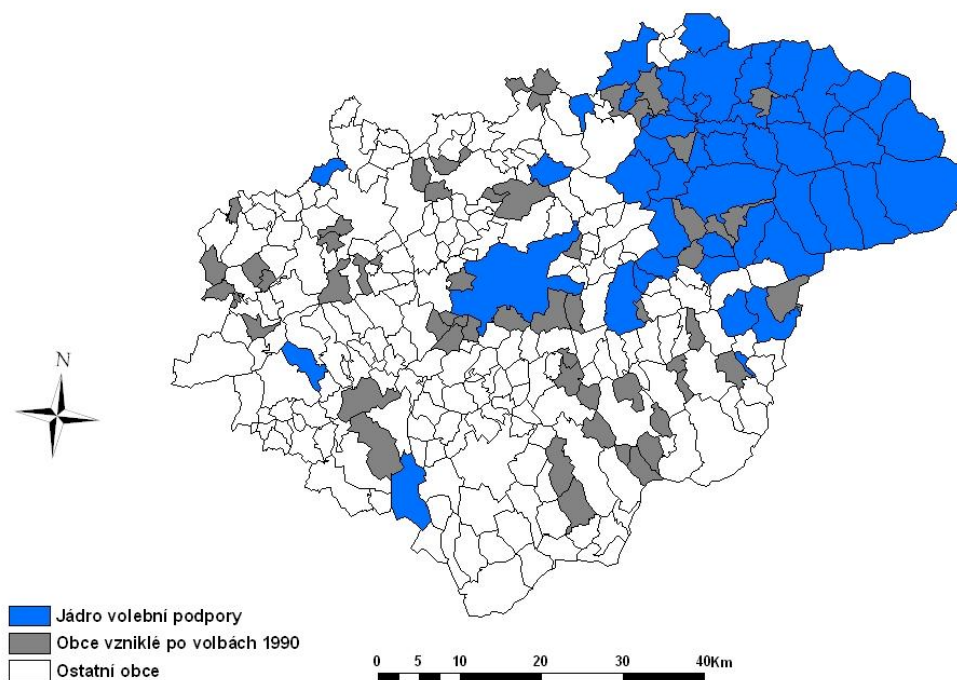 N
Jádro volební podpory
Obce vzniklé po volbách 1990
Ostatní obce
0 5 10 20 30 40Km